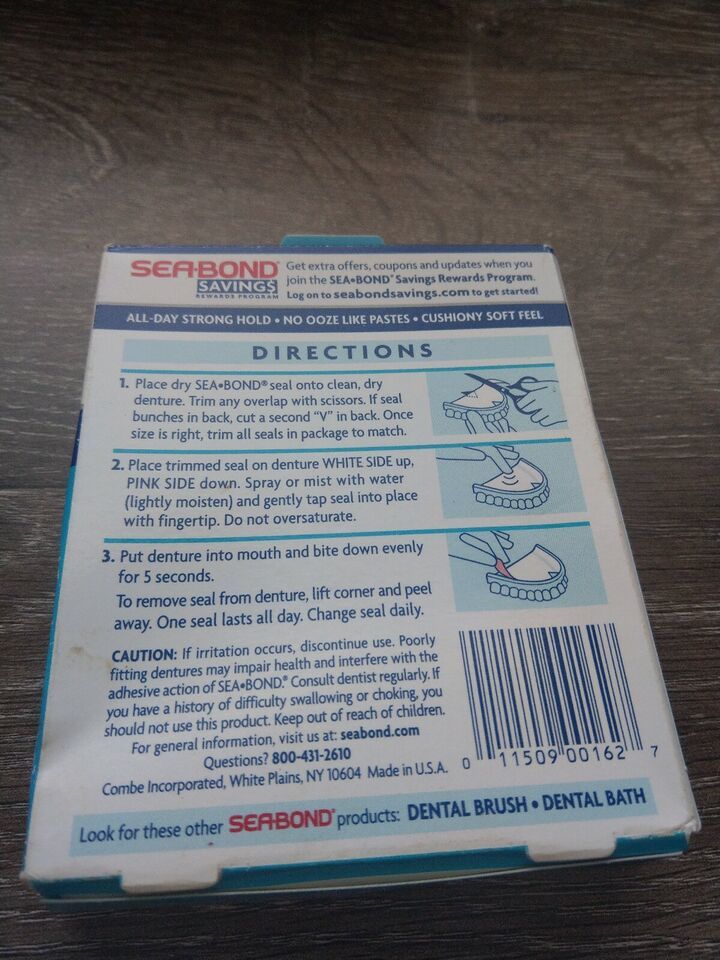 SEA·BOND®
SAVINGS
REWARDS PROGRAM
Get extra offers, coupons and updates when you
join the SEA•BOND® Savings Rewards Program.
Log on to seabondsavings.com to get started!
ALL-DAY STRONG HOLD • NO OOZE LIKE PASTES • CUSHIONY SOFT FEEL
DIRECTIONS
1. Place dry SEA•BOND® seal onto clean, dry
denture. Trim any overlap with scissors. If seal
bunches in back, cut a second “V” in back. Once
size is right, trim all seals in package to match.
2. Place trimmed seal on denture WHITE SIDE up,
PINK SIDE down. Spray or mist with water
(lightly moisten) and gently tap seal into place
with fingertip. Do not oversaturate.
3. Put denture into mouth and bite down evenly
for 5 seconds.
To remove seal from denture, lift corner and peel
away. One seal lasts all day. Change seal daily.
CAUTION: If irritation occurs, discontinue use. Poorly
fitting dentures may impair health and interfere with the
adhesive action of SEA•BOND.® Consult dentist regularly. If
you have a history of difficulty swallowing or choking, you
should not use this product. Keep out of reach of children.
For general information, visit us at: seabond.com
Questions? 800-431-2610
Combe Incorporated, White Plains, NY 10604 Made in U.S.A.
0 11509 00162 7
Look for these other SEA·BOND® products: DENTAL BRUSH • DENTAL BATH